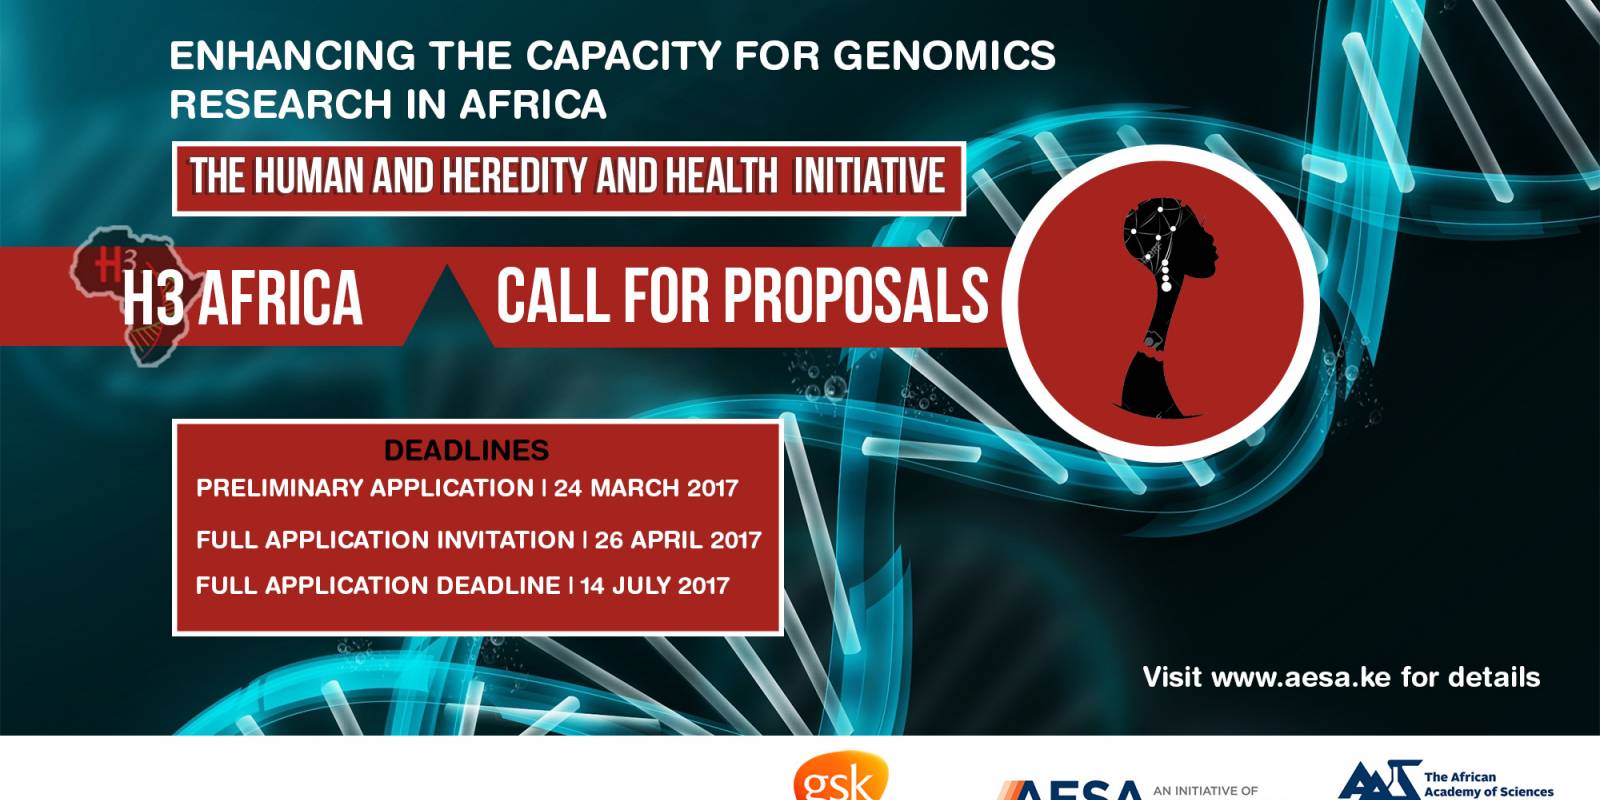 ENHANCING THE CAPACITY FOR GENOMICS
RESEARCH IN AFRICA
THE HUMAN AND HEREDITY AND HEALTH INITIATIVE
H3
H3 AFRICA
CALL FOR PROPOSALS
DEADLINES
PRELIMINARY APPLICATION | 24 MARCH 2017
FULL APPLICATION INVITATION | 26 APRIL 2017
FULL APPLICATION DEADLINE | 14 JULY 2017
Visit www.aesa.ke for details
gsk
AESA
AN INITIATIVE OF
AAS
The African
Academy of Sciences